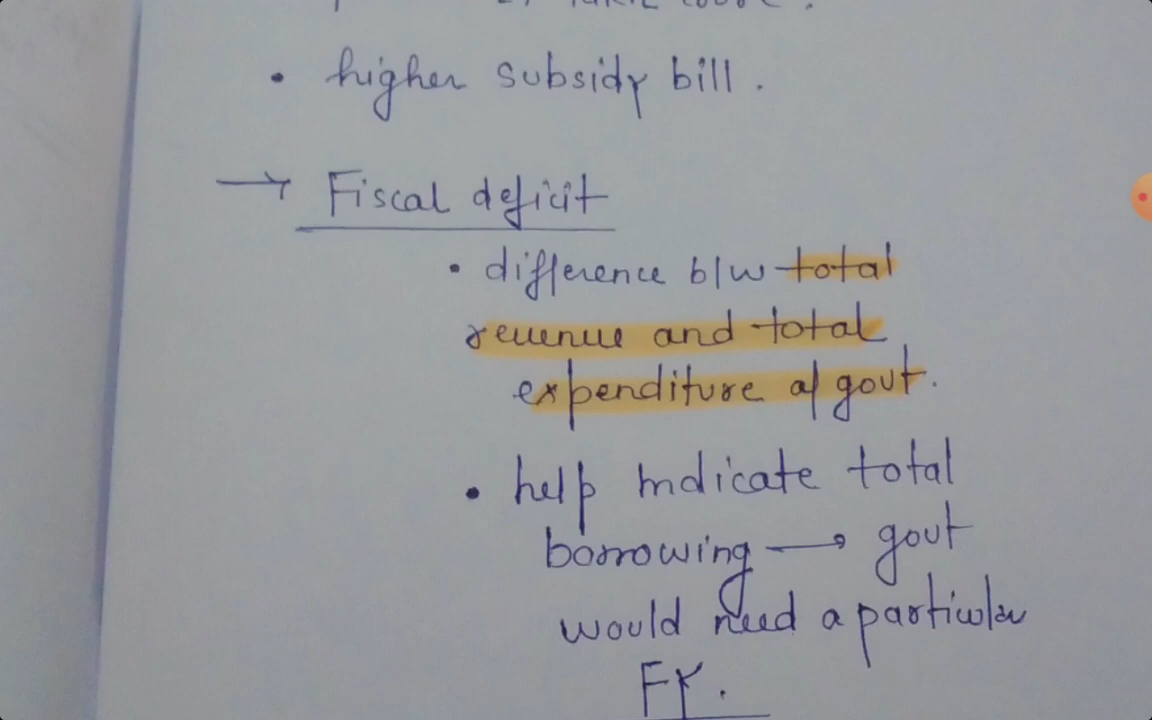 • higher subsidy bill.
→ Fiscal deficit
• difference b/w total
revenue and total
expenditure of govt.
• help indicate total
borrowing → govt
would need a particular
FY.